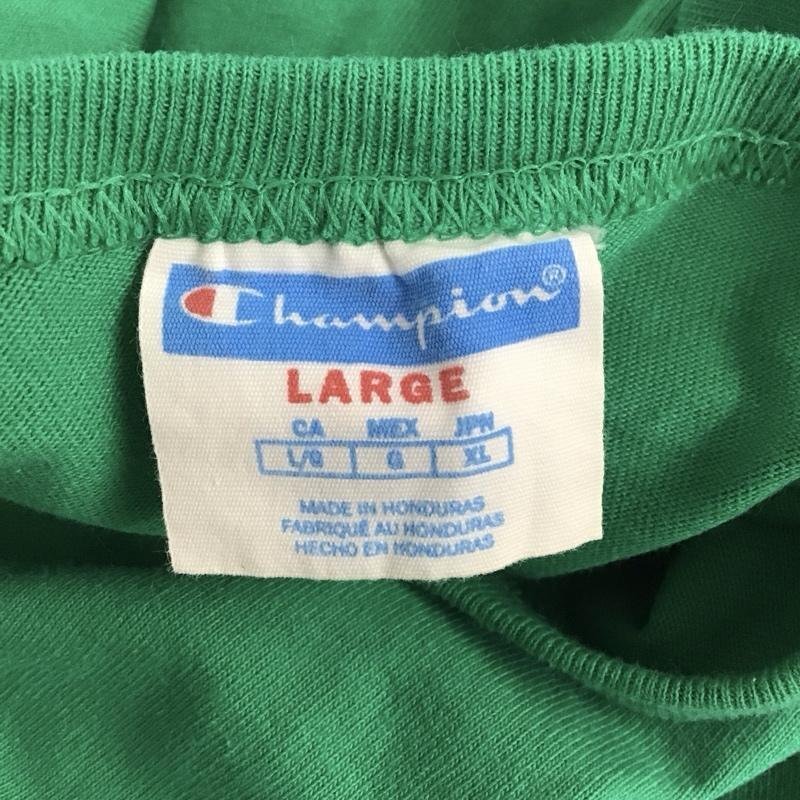 Champion®
LARGE
CA MEX JPN
L/G G XL
MADE IN HONDURAS
FABRIQUÉ AU HONDURAS
HECHO EN HONDURAS